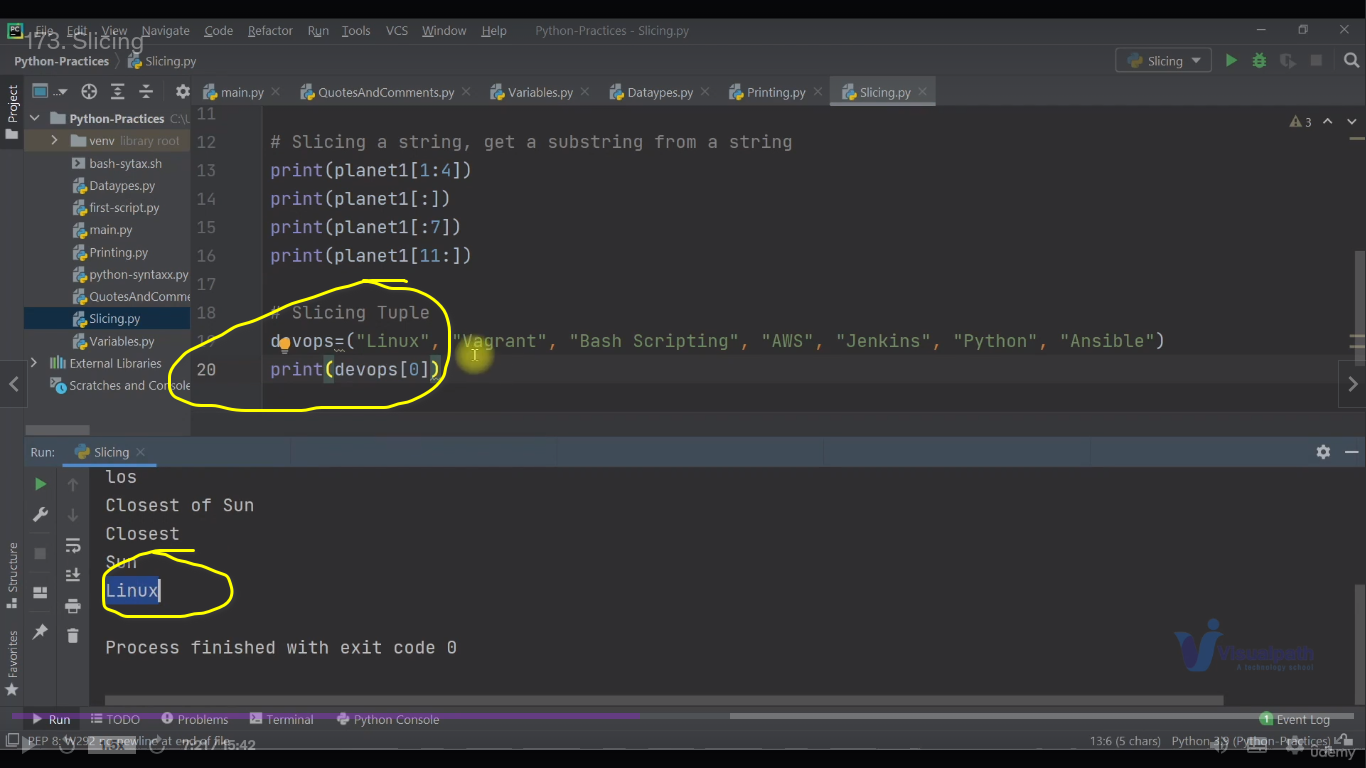 File Edit View Navigate Code Refactor Run Tools VCS Window Help Python-Practices - Slicing.py
173. Slicing
Python-Practices Slicing.py Slicing
Project
main.py QuotesAndComments.py Variables.py Dataypes.py Printing.py Slicing.py
Python-Practices C:\U
venv library root
bash-sytax.sh
Dataypes.py
first-script.py
main.py
Printing.py
python-syntaxx.py
QuotesAndComme
Slicing.py
Variables.py
External Libraries
Scratches and Console
3
11
12 # Slicing a string, get a substring from a string
13 print(planet1[1:4])
14 print(planet1[:])
15 print(planet1[:7])
16 print(planet1[11:])
17
18 # Slicing Tuple
19 devops=("Linux", "Vagrant", "Bash Scripting", "AWS", "Jenkins", "Python", "Ansible")
20 print(devops[0])
Run: Slicing
los
Closest of Sun
Closest
Sun
Linux
Process finished with exit code 0
Structure
Favorites
Visualpath
A technology school
Run TODO Problems Terminal Python Console 1 Event Log
PEP 8: W292 no newline at end of file 13:6 (5 chars) Python 3.9 (Python-Practices)
1.5x 7:21 / 15:42
udemy